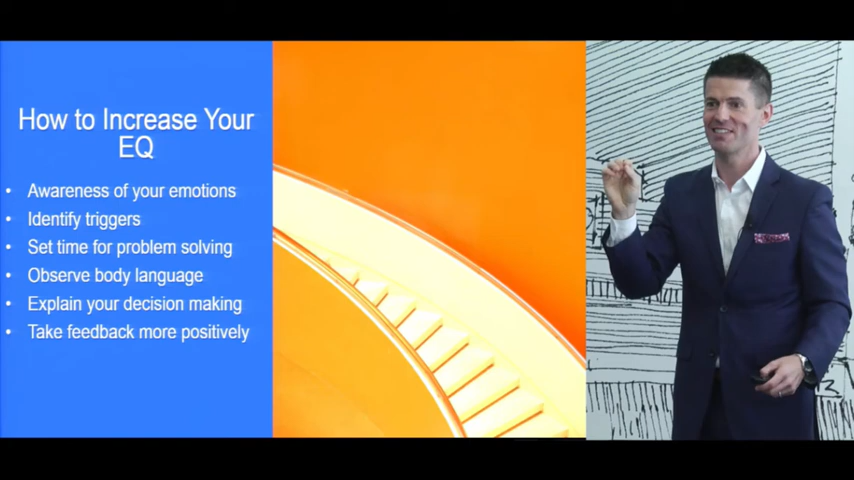 How to Increase Your
EQ
• Awareness of your emotions
• Identify triggers
• Set time for problem solving
• Observe body language
• Explain your decision making
• Take feedback more positively